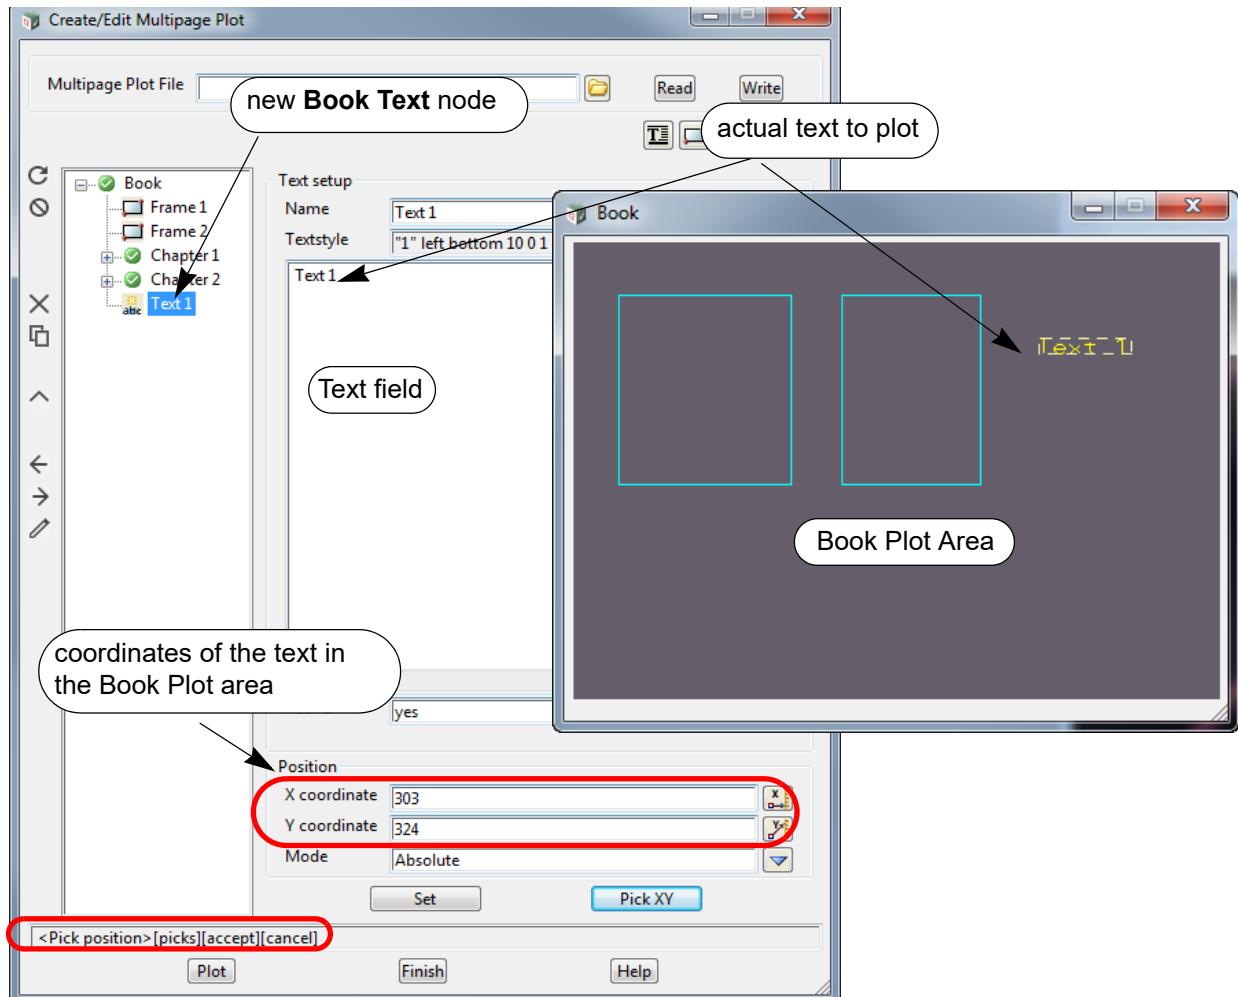 Create/Edit Multipage Plot
Multipage Plot File
Read
Write
new Book Text node
actual text to plot
Book
Frame 1
Frame 2
Chapter 1
Chapter 2
abc
Text 1
Text setup
Name
Text 1
Textstyle
"1" left bottom 10 0 1
Text 1
Text field
Book
Text 1
Book Plot Area
coordinates of the text in
the Book Plot area
yes
Position
X coordinate
303
X
Y coordinate
324
Mode
Absolute
Set
Pick XY
<Pick position>[picks][accept][cancel]
Plot
Finish
Help